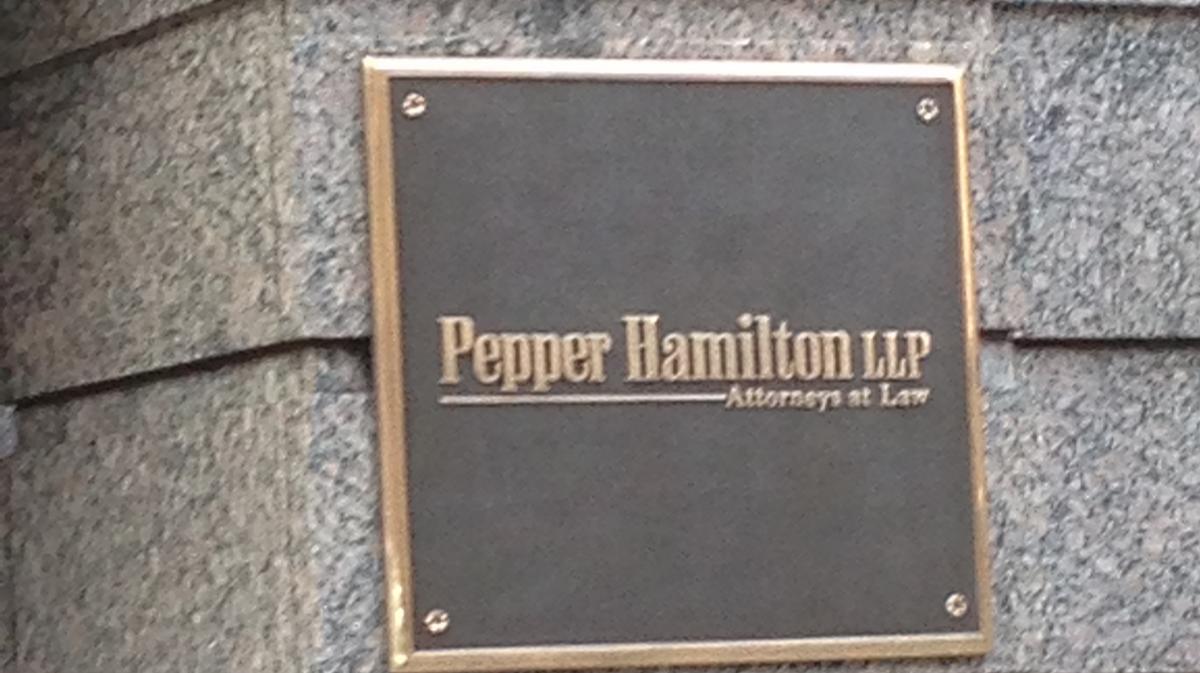 Pepper Hamilton LLP
Attorneys at Law